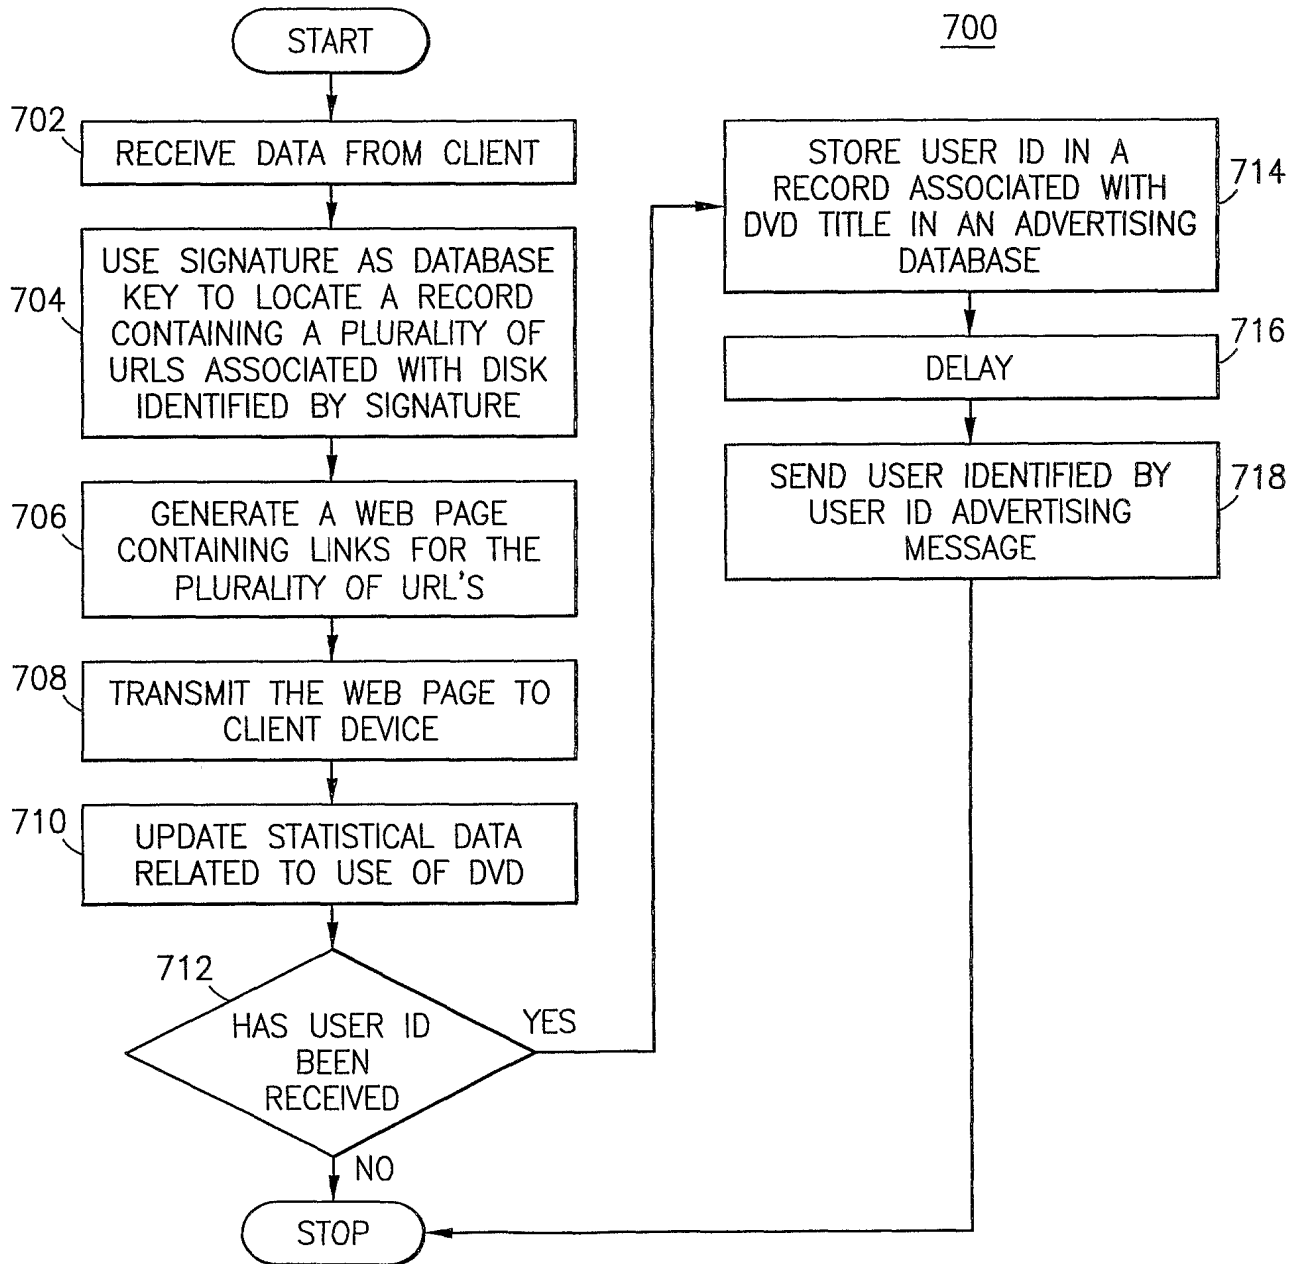 START
700
702
RECEIVE DATA FROM CLIENT
704
USE SIGNATURE AS DATABASE
KEY TO LOCATE A RECORD
CONTAINING A PLURALITY OF
URLS ASSOCIATED WITH DISK
IDENTIFIED BY SIGNATURE
706
GENERATE A WEB PAGE
CONTAINING LINKS FOR THE
PLURALITY OF URL'S
708
TRANSMIT THE WEB PAGE TO
CLIENT DEVICE
710
UPDATE STATISTICAL DATA
RELATED TO USE OF DVD
712
HAS USER ID
BEEN
RECEIVED
YES
NO
STOP
STORE USER ID IN A
RECORD ASSOCIATED WITH
DVD TITLE IN AN ADVERTISING
DATABASE
714
DELAY
716
SEND USER IDENTIFIED BY
USER ID ADVERTISING
MESSAGE
718